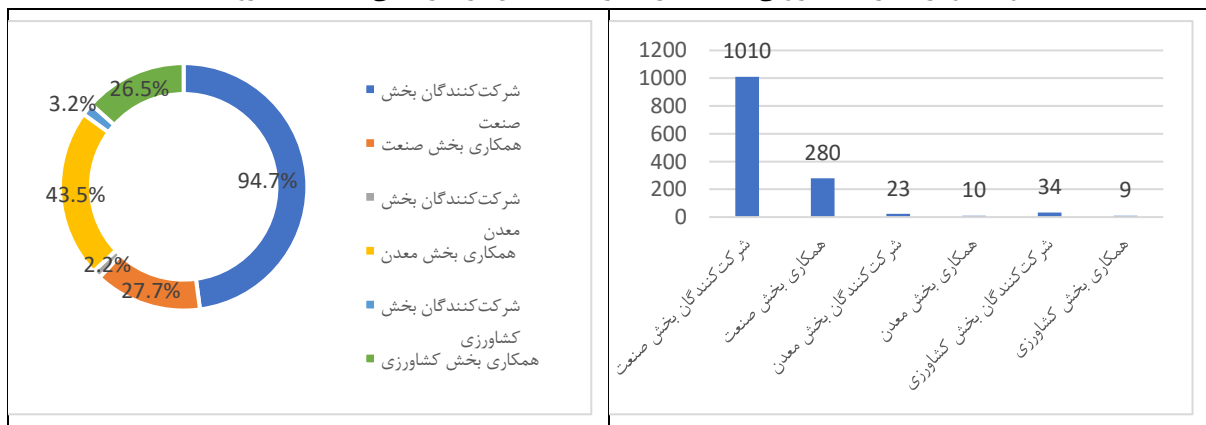 26.5%
3.2%
43.5%
2.2%
27.7%
94.7%
شرکت‌کنندگان بخش
صنعت
همکاری بخش صنعت
شرکت‌کنندگان بخش
معدن
همکاری بخش معدن
شرکت‌کنندگان بخش
کشاورزی
همکاری بخش کشاورزی
1200
1000
800
600
400
200
0
1010
280
23
10
34
9
شرکت‌کنندگان بخش صنعت
همکاری بخش صنعت
شرکت‌کنندگان بخش معدن
همکاری بخش معدن
شرکت‌کنندگان بخش کشاورزی
همکاری بخش کشاورزی